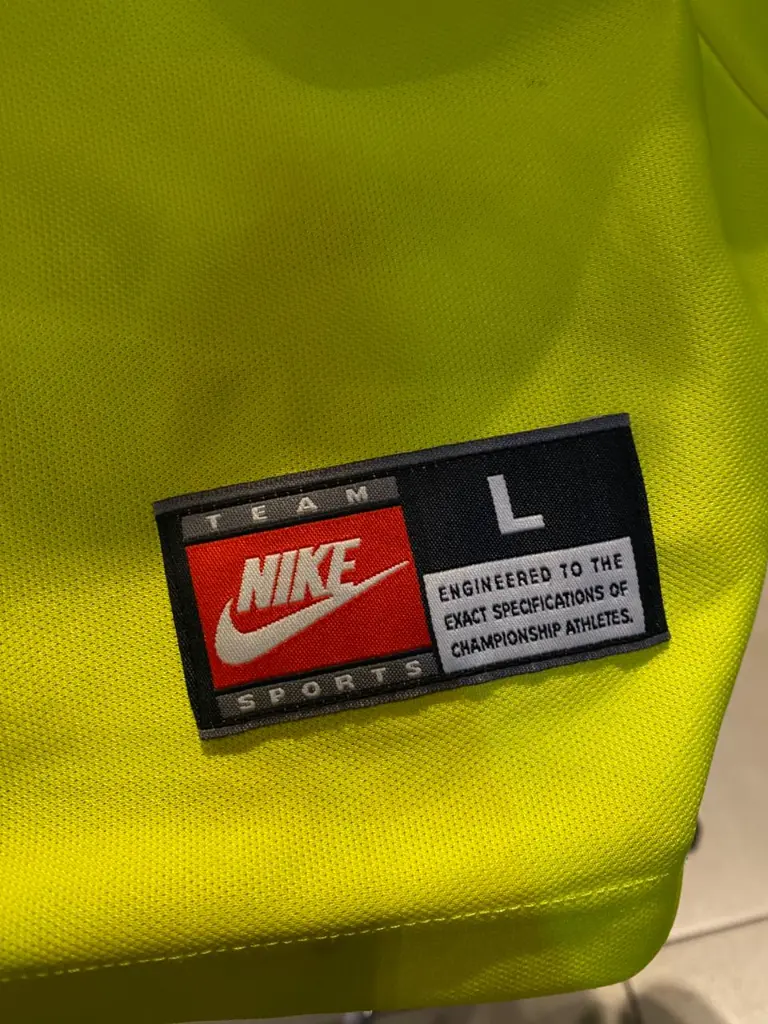 TEAM
NIKE
SPORTS
L
ENGINEERED TO THE
EXACT SPECIFICATIONS OF
CHAMPIONSHIP ATHLETES.